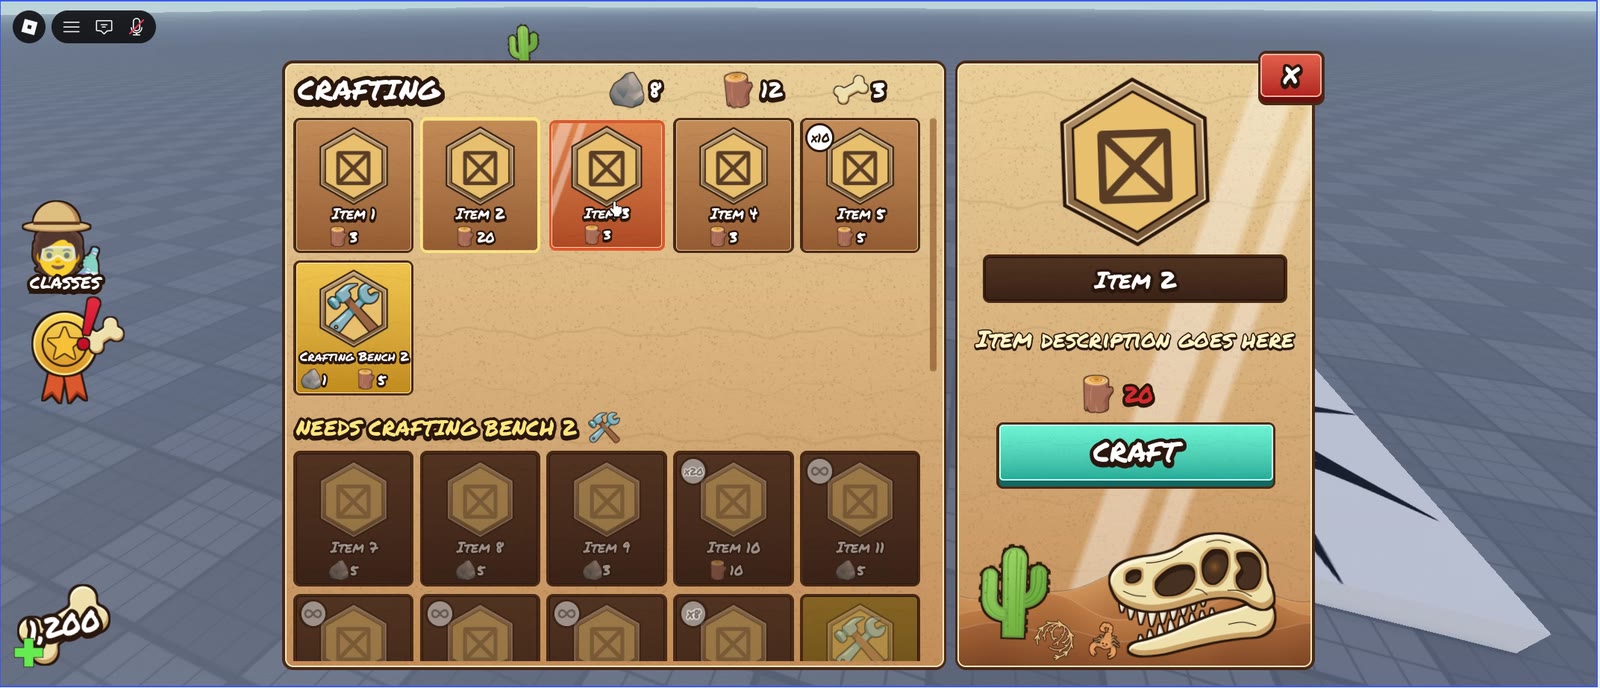 CRAFTING
8
12
3
Item 1
3
Item 2
20
Item 3
3
Item 4
3
x10
Item 5
5
Crafting Bench 2
1
5
NEEDS CRAFTING BENCH 2
Item 7
5
Item 8
5
Item 9
3
x20
Item 10
10
∞
Item 11
5
∞
∞
∞
x8
X
Item 2
Item description goes here
20
CRAFT
CLASSES
!
1,200